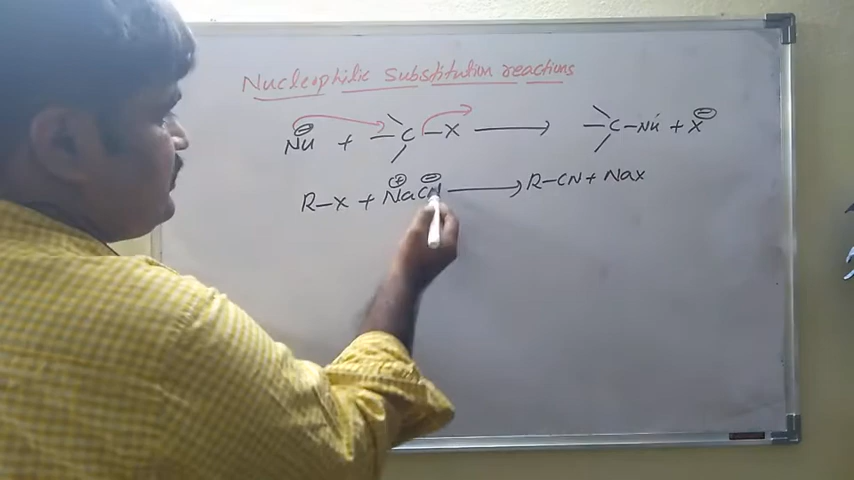 Nucleophilic substitution reactions
Nu⊖ + –C–X ⟶ –C–Nu + X⊖
R–X + Na⊕CN⊖ ⟶ R–CN + NaX